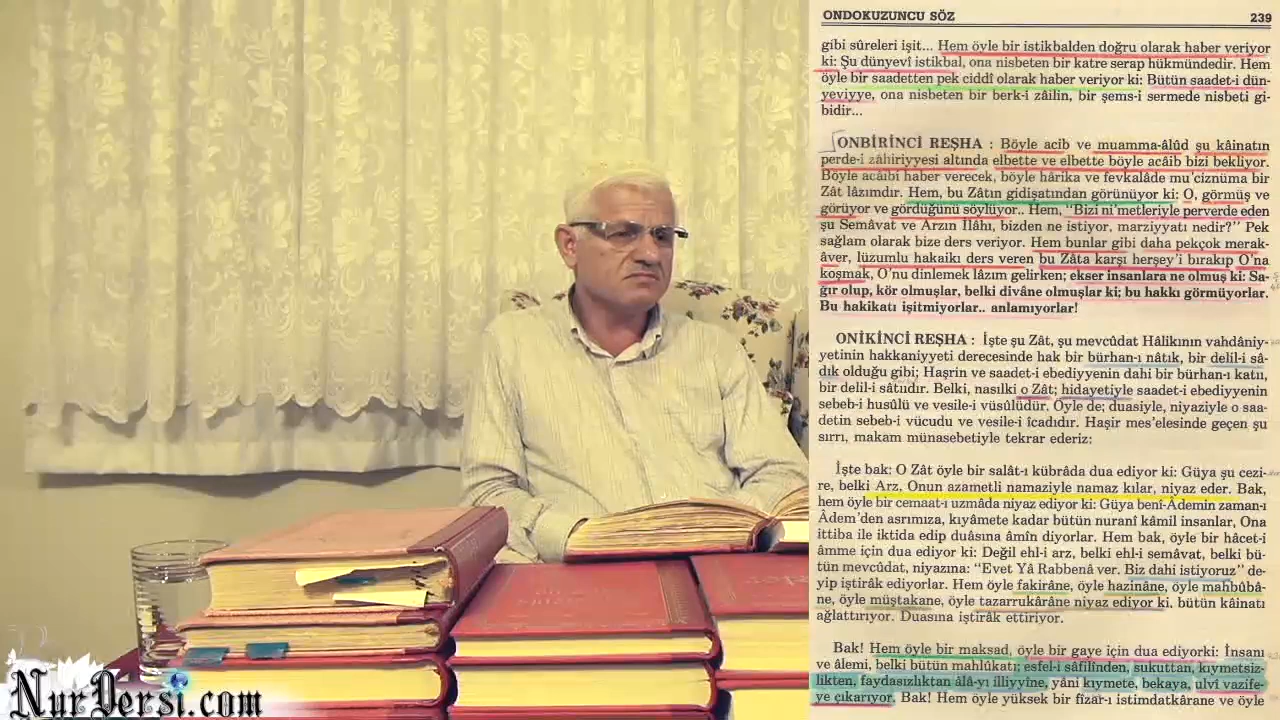 ONDOKUZUNCU SÖZ 239
gibi sûreleri işit... Hem öyle bir istikbalden doğru olarak haber veriyor
ki: Şu dünyevî istikbal, ona nisbeten bir katre serap hükmündedir. Hem
öyle bir saadetten pek ciddî olarak haber veriyor ki: Bütün saadet-i dün-
yeviyye, ona nisbeten bir berk-i zâilin, bir şems-i sermede nisbeti gi-
bidir...
ONBİRİNCİ REŞHA : Böyle acib ve muamma-âlûd şu kâinatın
perde-i zâhiriyyesi altında elbette ve elbette böyle acâib bizi bekliyor.
Böyle acâibi haber verecek, böyle hârika ve fevkalâde mu'ciznüma bir
Zât lâzımdır. Hem, bu Zâtın gidişatından görünüyor ki: O, görmüş ve
görüyor ve gördüğünü söylüyor.. Hem, "Bizi ni'metleriyle perverde eden
şu Semâvat ve Arzın İlâhı, bizden ne istiyor, marziyyatı nedir?" Pek
sağlam olarak bize ders veriyor. Hem bunlar gibi daha pekçok merak-
âver, lüzumlu hakaikı ders veren bu Zâta karşı herşey'i bırakıp O'na
koşmak, O'nu dinlemek lâzım gelirken; ekser insanlara ne olmuş ki: Sa-
ğır olup, kör olmuşlar, belki divâne olmuşlar ki; bu hakkı görmüyorlar.
Bu hakikatı işitmiyorlar.. anlamıyorlar!
ONİKİNCİ REŞHA : İşte şu Zât, şu mevcûdat Hâlikının vahdâniy-
yetinin hakkaniyyeti derecesinde hak bir bürhan-ı nâtık, bir delil-i sâ-
dık olduğu gibi; Haşrin ve saadet-i ebediyyenin dahi bir bürhan-ı katıı,
bir delil-i sâtııdır. Belki, nasılki o Zât; hidayetiyle saadet-i ebediyyenin
sebeb-i husûlü ve vesile-i vüsûlüdür. Öyle de; duasiyle, niyaziyle o saa-
detin sebeb-i vücudu ve vesile-i îcadıdır. Haşir mes'elesinde geçen şu
sırrı, makam münasebetiyle tekrar ederiz:
İşte bak: O Zât öyle bir salât-ı kübrâda dua ediyor ki: Güya şu cezi-
re, belki Arz, Onun azametli namaziyle namaz kılar, niyaz eder. Bak,
hem öyle bir cemaat-ı uzmâda niyaz ediyor ki: Güya benî-Âdemin zaman-ı
Âdem'den asrımıza, kıyâmete kadar bütün nuranî kâmil insanlar, Ona
ittiba ile iktida edip duâsına âmîn diyorlar. Hem bak, öyle bir hâcet-i
âmme için dua ediyor ki: Değil ehl-i arz, belki ehl-i semâvat, belki bü-
tün mevcûdat, niyazına: "Evet Yâ Rabbenâ ver. Biz dahi istiyoruz" de-
yip iştirâk ediyorlar. Hem öyle fakirâne, öyle hazinâne, öyle mahbûbâ-
ne, öyle müştakane, öyle tazarrukârane niyaz ediyor ki, bütün kâinatı
ağlattırıyor. Duasına iştirâk ettiriyor.
Bak! Hem öyle bir maksad, öyle bir gaye için dua ediyorki: İnsanı
ve âlemi, belki bütün mahlûkatı; esfel-i sâfilînden, sukuttan, kıymetsiz-
likten, faydasızlıktan âlâ-yı illiyyîne, yâni kıymete, bekaya, ulvî vazife-
ye çıkarıyor. Bak! Hem öyle yüksek bir fîzar-ı istimdatkârane ve öyle
NurDersi.com